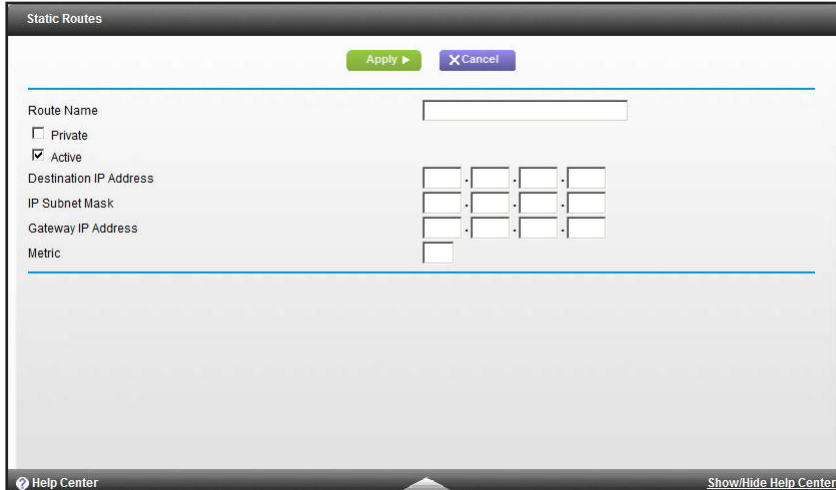 Static Routes
Apply
Cancel
Route Name
Private
Active
Destination IP Address
. . .
IP Subnet Mask
. . .
Gateway IP Address
. . .
Metric
? Help Center
Show/Hide Help Center